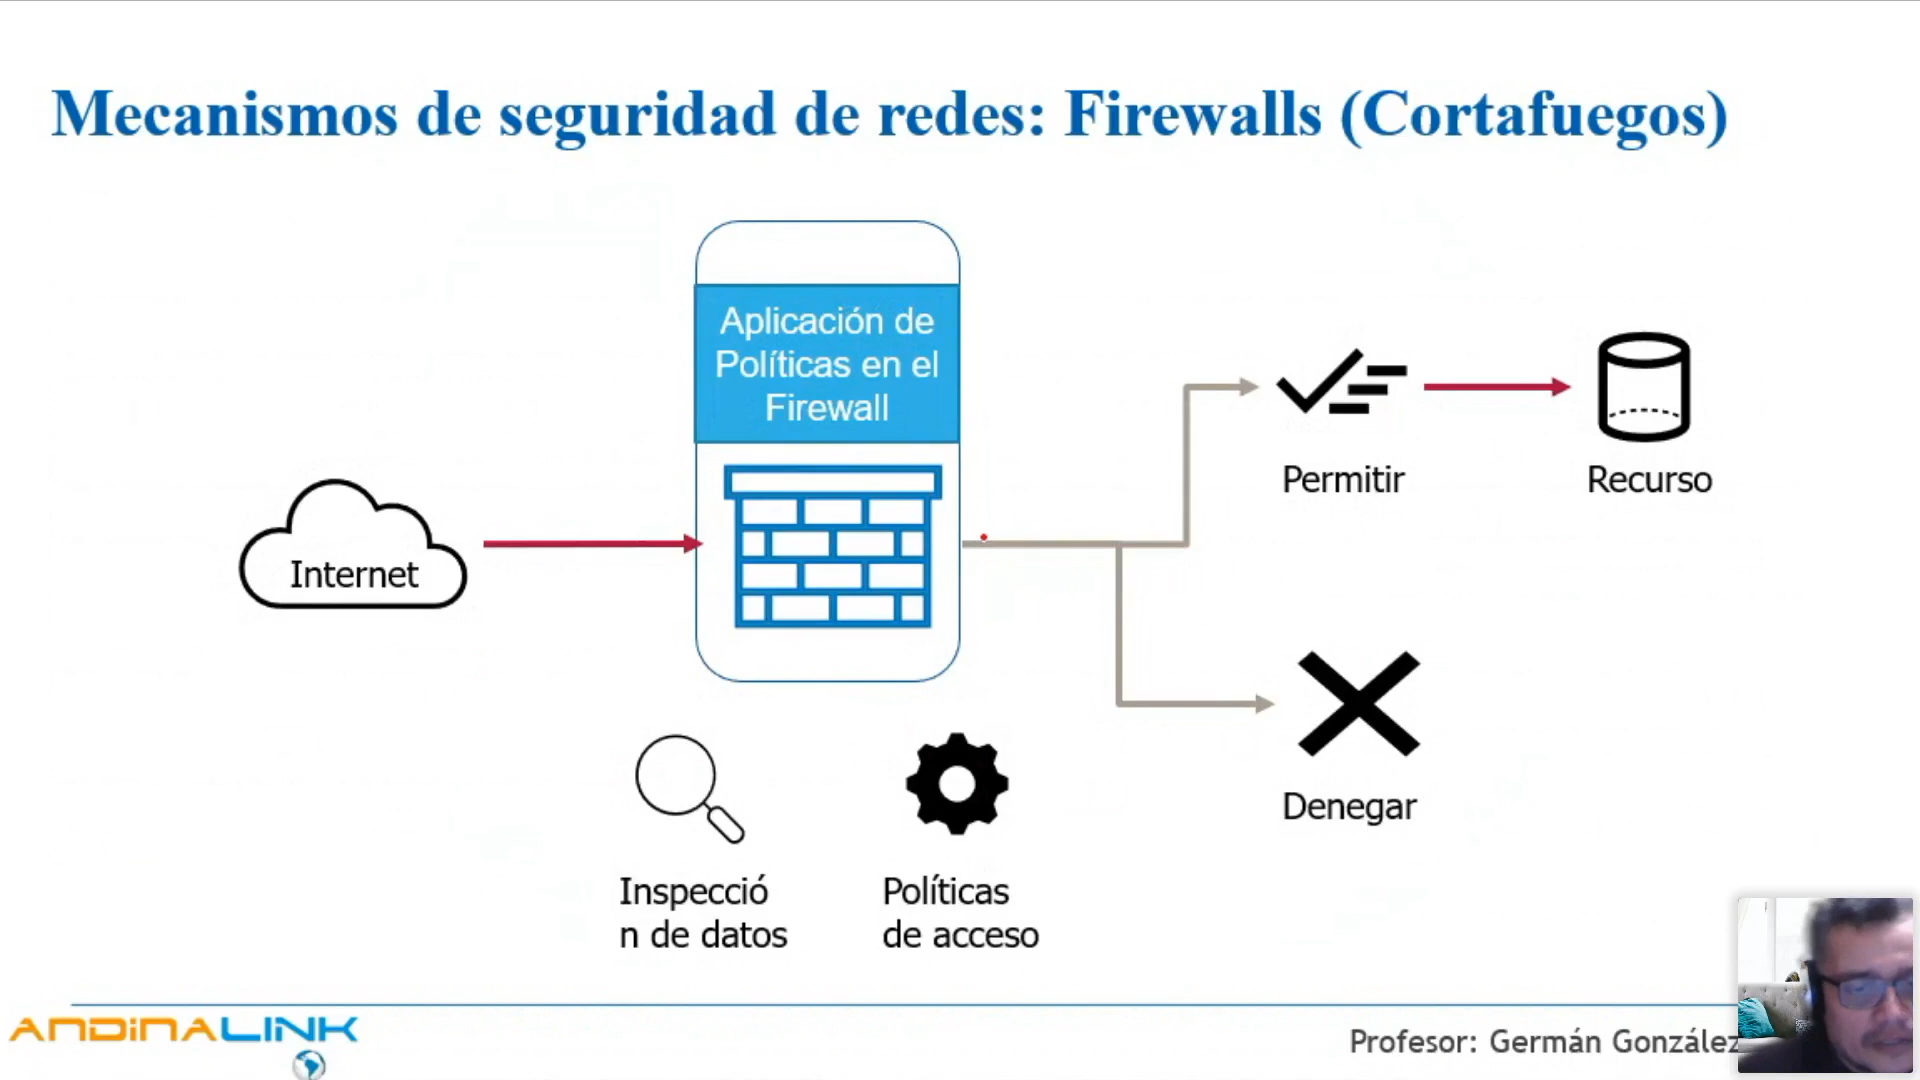 Mecanismos de seguridad de redes: Firewalls (Cortafuegos)
Aplicación de
Políticas en el
Firewall
Internet
Permitir
Recurso
Denegar
Inspecció
n de datos
Políticas
de acceso
ANDINALINK
Profesor: Germán González